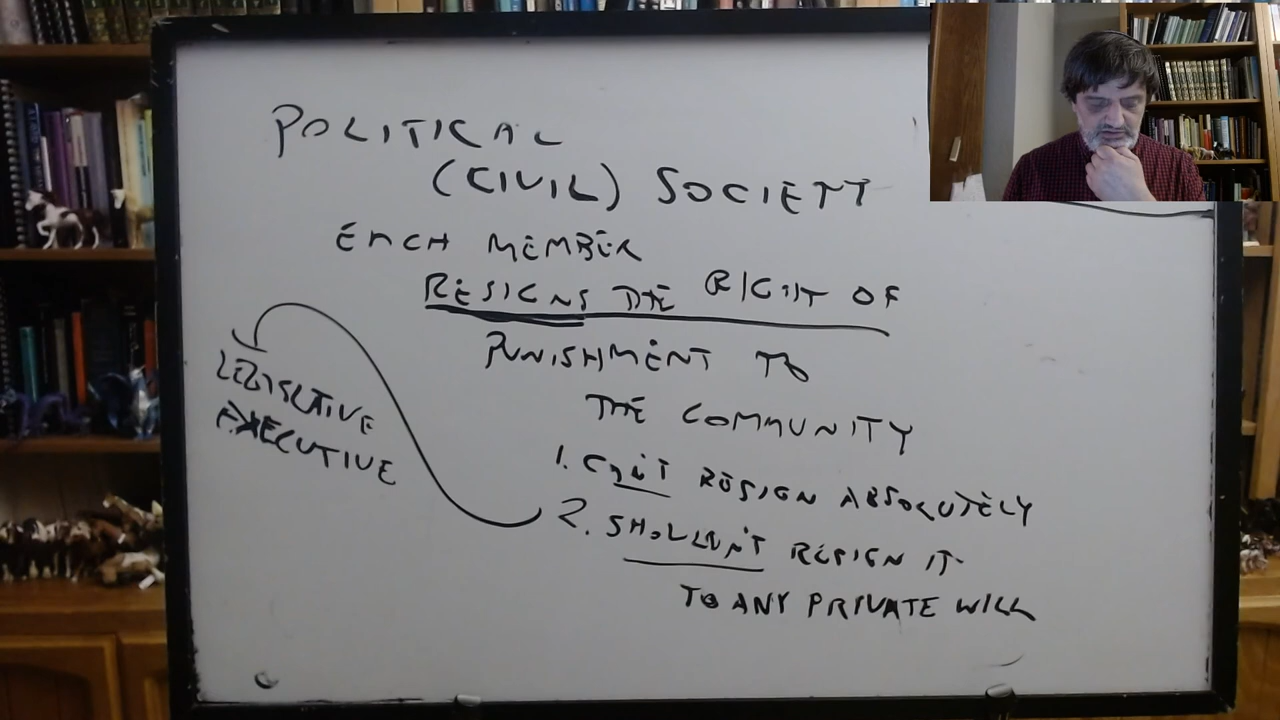 POLITICAL
(CIVIL) SOCIETY
EACH MEMBER
RESIGNS THE RIGHT OF
PUNISHMENT TO
THE COMMUNITY
1. CAN'T RESIGN ABSOLUTELY
2. SHOULDN'T RESIGN IT
TO ANY PRIVATE WILL
LEGISLATIVE
EXECUTIVE